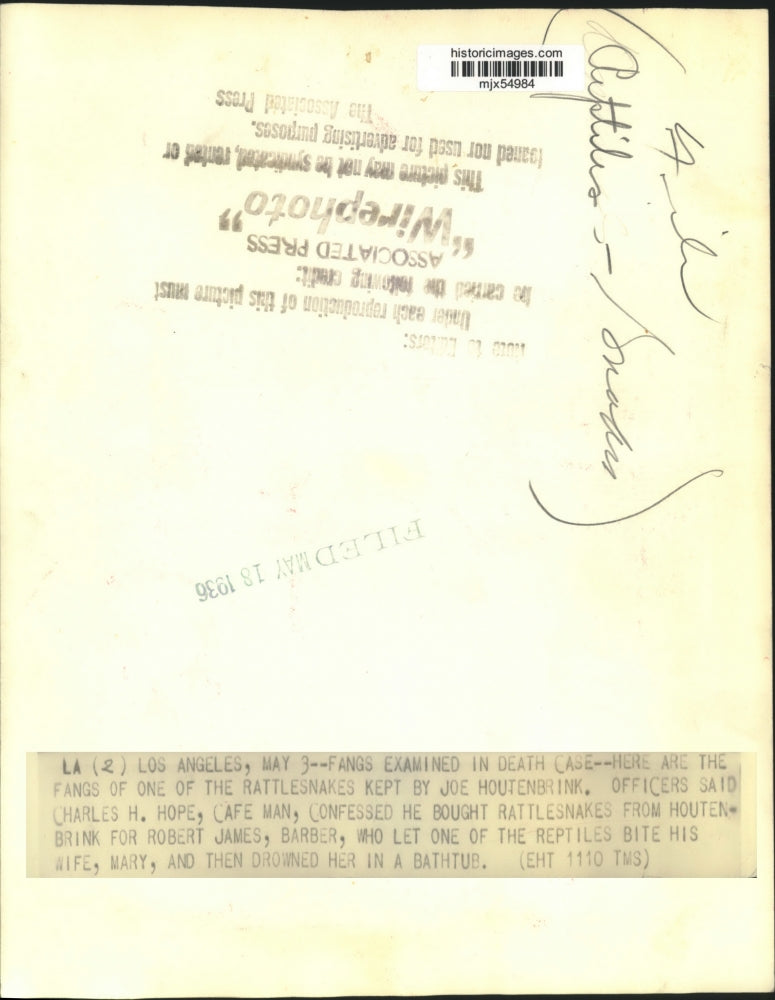 historicimages.com
mjx54984
(Reptiles - Snakes)
4
Note to Editors:
Under each reproduction of this picture must
be carried the following credit:
ASSOCIATED PRESS
“Wirephoto”
This picture may not be syndicated, rented or
loaned nor used for advertising purposes.
The Associated Press
FILED MAY 18 1936
LA (2) LOS ANGELES, MAY 3--FANGS EXAMINED IN DEATH CASE--HERE ARE THE
FANGS OF ONE OF THE RATTLESNAKES KEPT BY JOE HOUTENBRINK. OFFICERS SAID
CHARLES H. HOPE, CAFE MAN, CONFESSED HE BOUGHT RATTLESNAKES FROM HOUTEN-
BRINK FOR ROBERT JAMES, BARBER, WHO LET ONE OF THE REPTILES BITE HIS
WIFE, MARY, AND THEN DROWNED HER IN A BATHTUB. (EHT 1110 TMS)